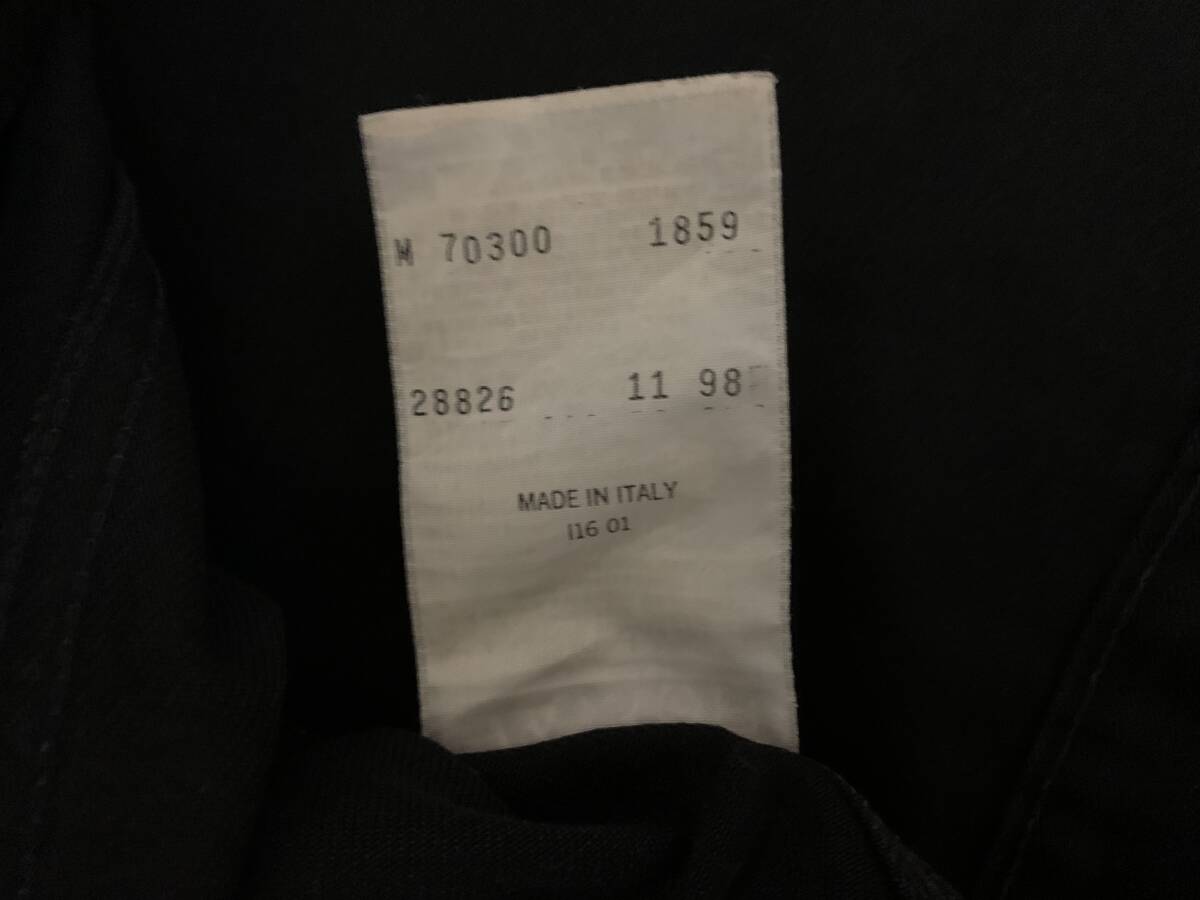 M 70300 1859
28826 11 98
MADE IN ITALY
I16 01